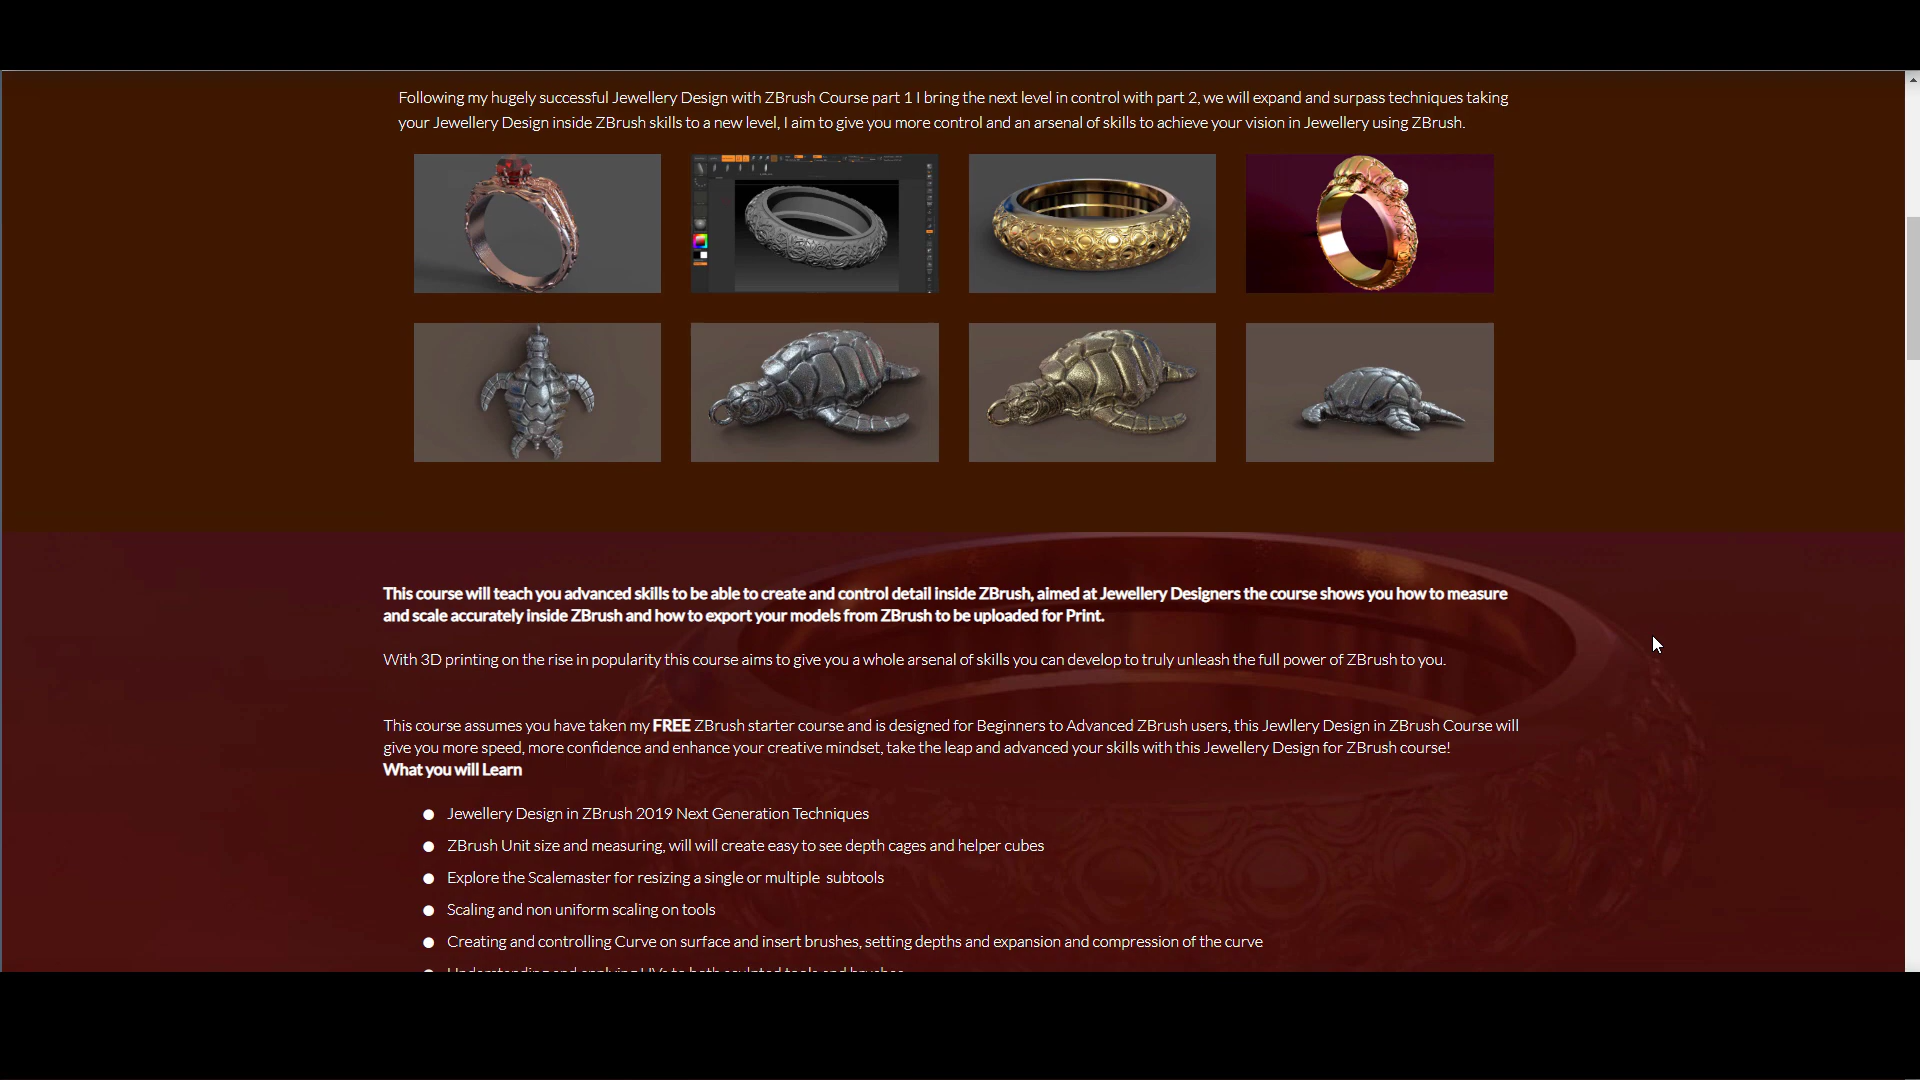 Following my hugely successful Jewellery Design with ZBrush Course part 1 I bring the next level in control with part 2, we will expand and surpass techniques taking
your Jewellery Design inside ZBrush skills to a new level, I aim to give you more control and an arsenal of skills to achieve your vision in Jewellery using ZBrush.
This course will teach you advanced skills to be able to create and control detail inside ZBrush, aimed at Jewellery Designers the course shows you how to measure
and scale accurately inside ZBrush and how to export your models from ZBrush to be uploaded for Print.
With 3D printing on the rise in popularity this course aims to give you a whole arsenal of skills you can develop to truly unleash the full power of ZBrush to you.
This course assumes you have taken my FREE ZBrush starter course and is designed for Beginners to Advanced ZBrush users, this Jewllery Design in ZBrush Course will
give you more speed, more confidence and enhance your creative mindset, take the leap and advanced your skills with this Jewellery Design for ZBrush course!
What you will Learn
Jewellery Design in ZBrush 2019 Next Generation Techniques
ZBrush Unit size and measuring, will will create easy to see depth cages and helper cubes
Explore the Scalemaster for resizing a single or multiple subtools
Scaling and non uniform scaling on tools
Creating and controlling Curve on surface and insert brushes, setting depths and expansion and compression of the curve
Understanding and applying UVs to both sculpted tools and brushes